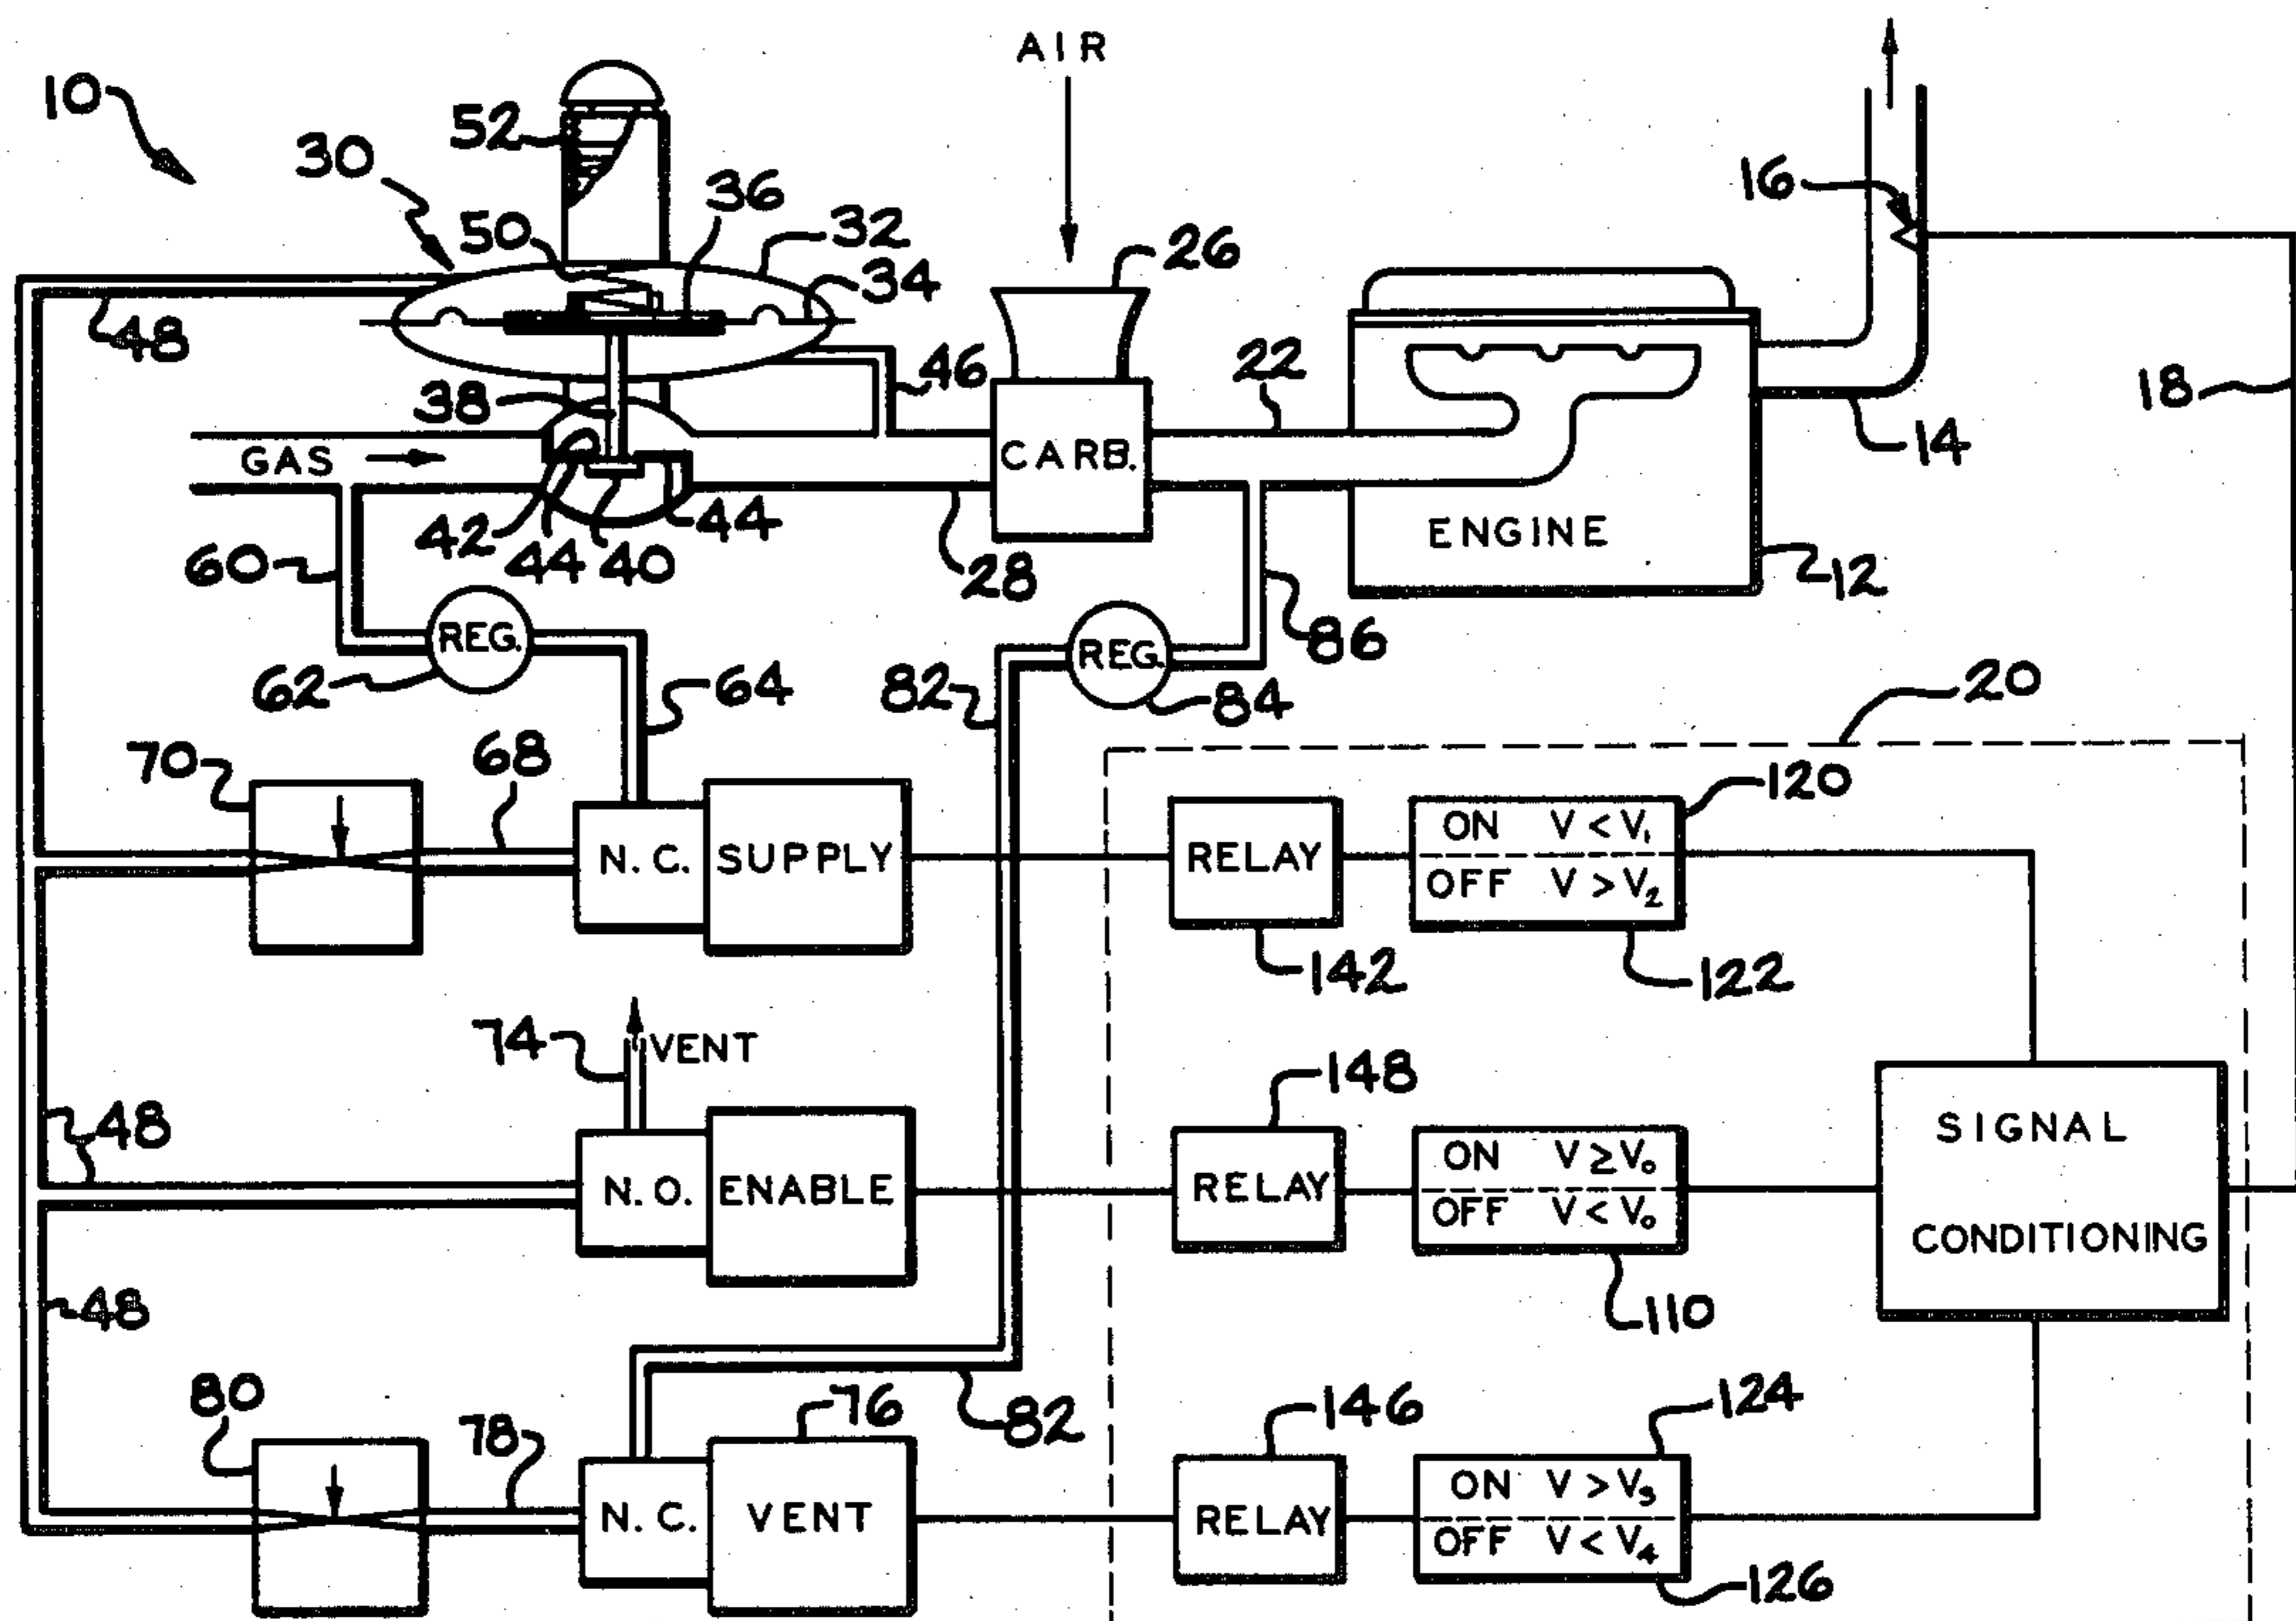 AIR
10
52
30
36
16
50
32
26
34
48
46
22
38
18
GAS
CARB.
14
42
44
40
44
28
ENGINE
12
60
REG.
REG.
86
62
64
82
84
20
70
68
120
N. C. SUPPLY
RELAY
ON V < V₁
OFF V > V₂
142
122
74
VENT
148
48
N. O. ENABLE
RELAY
ON V ≥ V₀
OFF V < V₀
SIGNAL
CONDITIONING
48
110
80
78
76
82
146
124
N. C. VENT
RELAY
ON V > V₃
OFF V < V₄
126